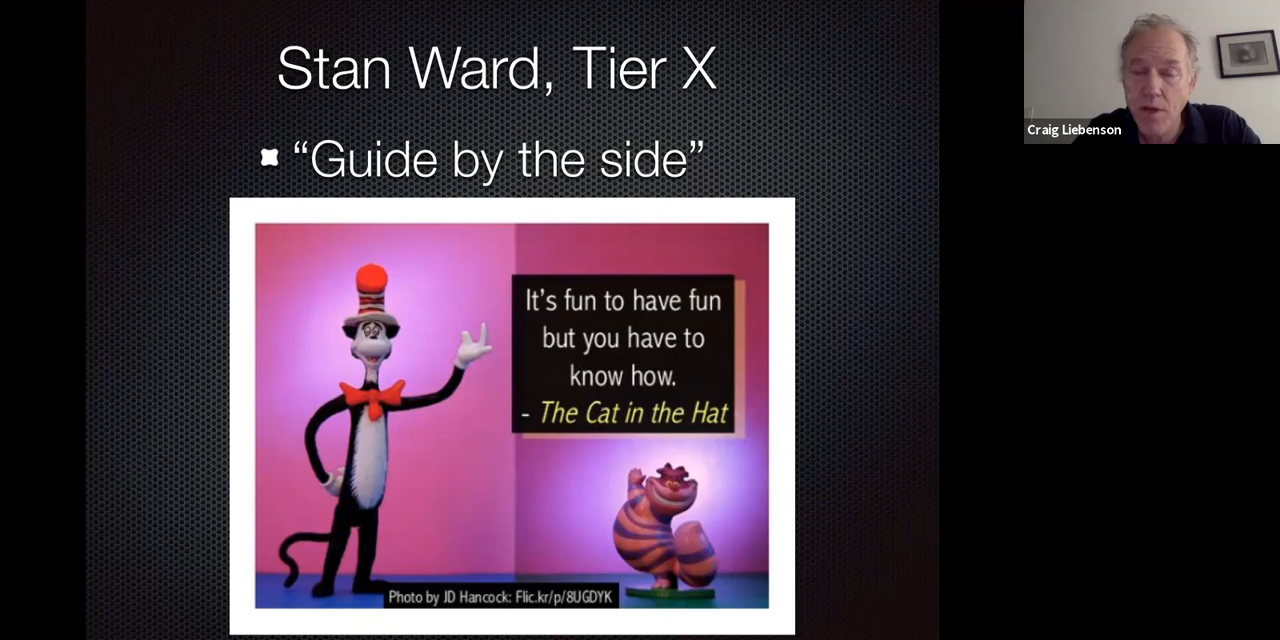 Stan Ward, Tier X
“Guide by the side”
It's fun to have fun
but you have to
know how.
- The Cat in the Hat
Photo by JD Hancock: Flic.kr/p/8UGDYK
Craig Liebenson